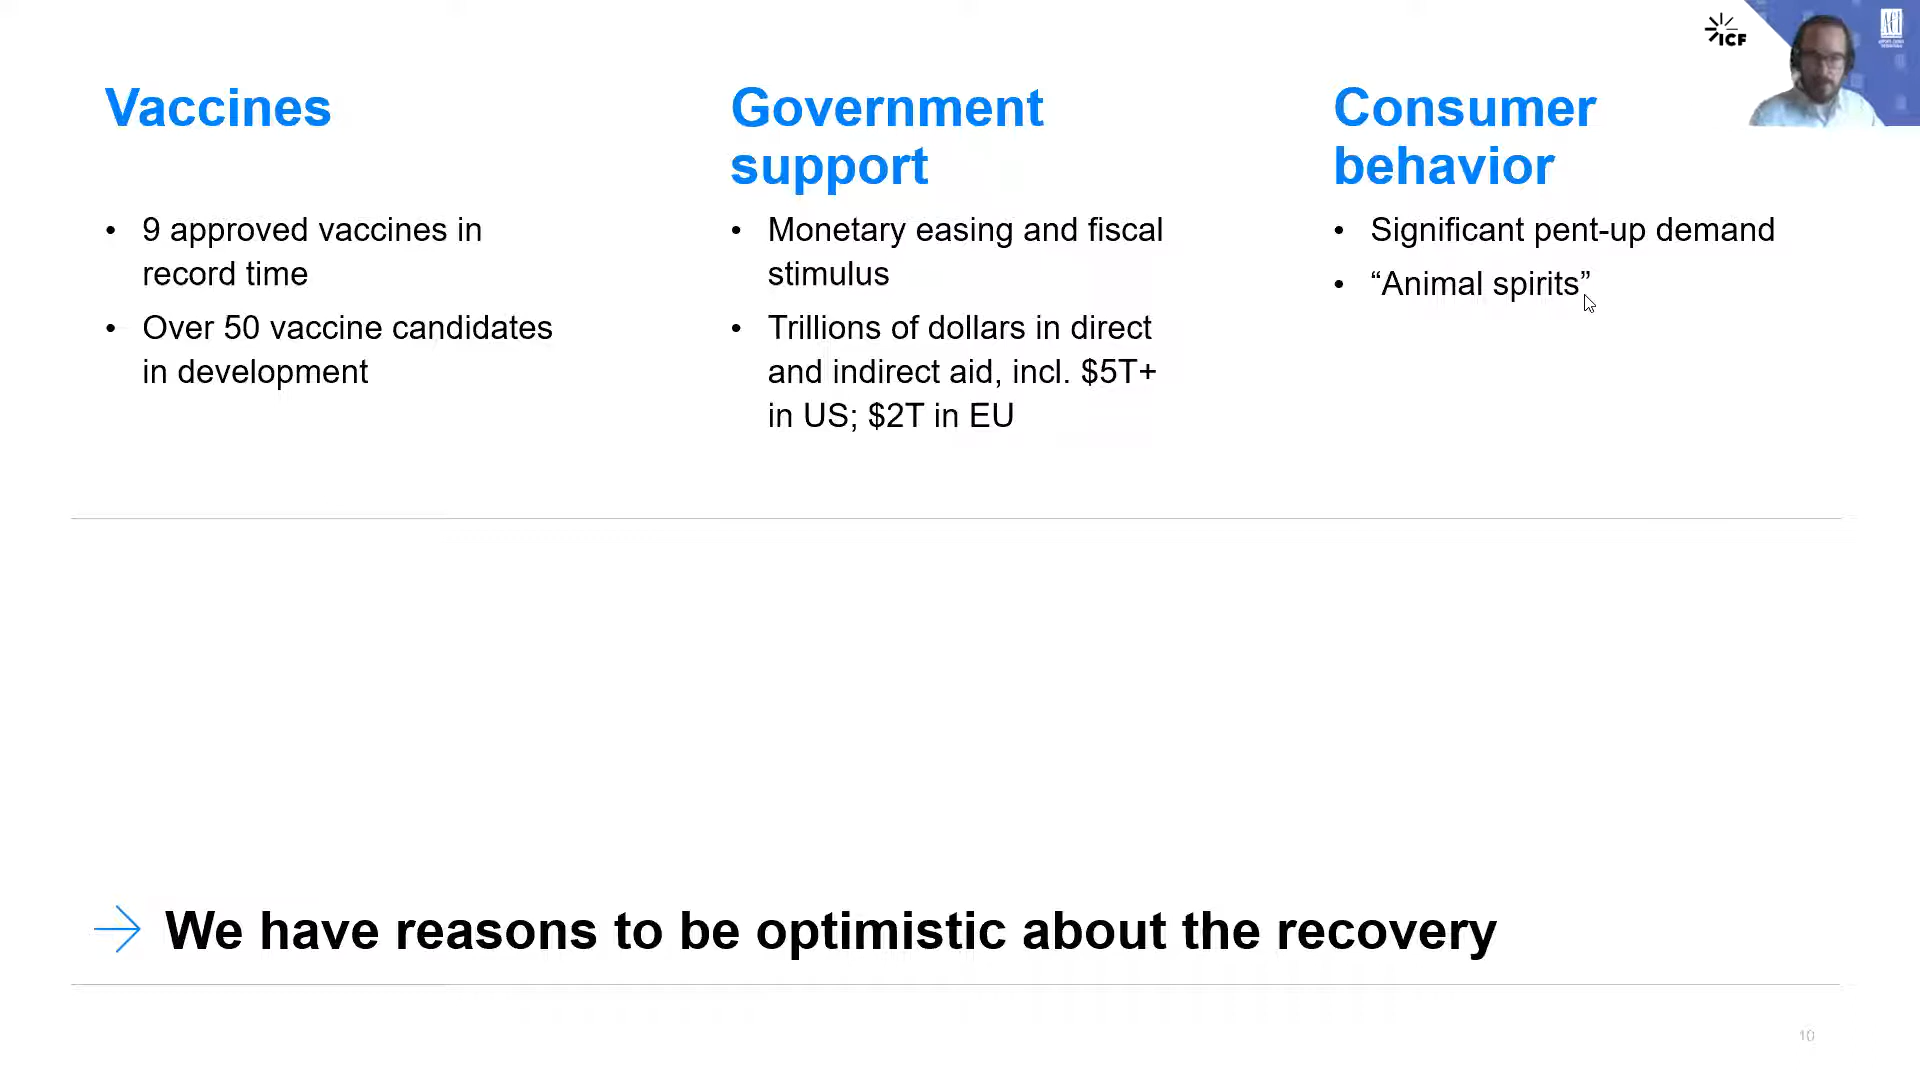 ICF
ACI
Vaccines
Government
support
Consumer
behavior
• 9 approved vaccines in
record time
• Over 50 vaccine candidates
in development
• Monetary easing and fiscal
stimulus
• Trillions of dollars in direct
and indirect aid, incl. $5T+
in US; $2T in EU
• Significant pent-up demand
• “Animal spirits”
We have reasons to be optimistic about the recovery
10